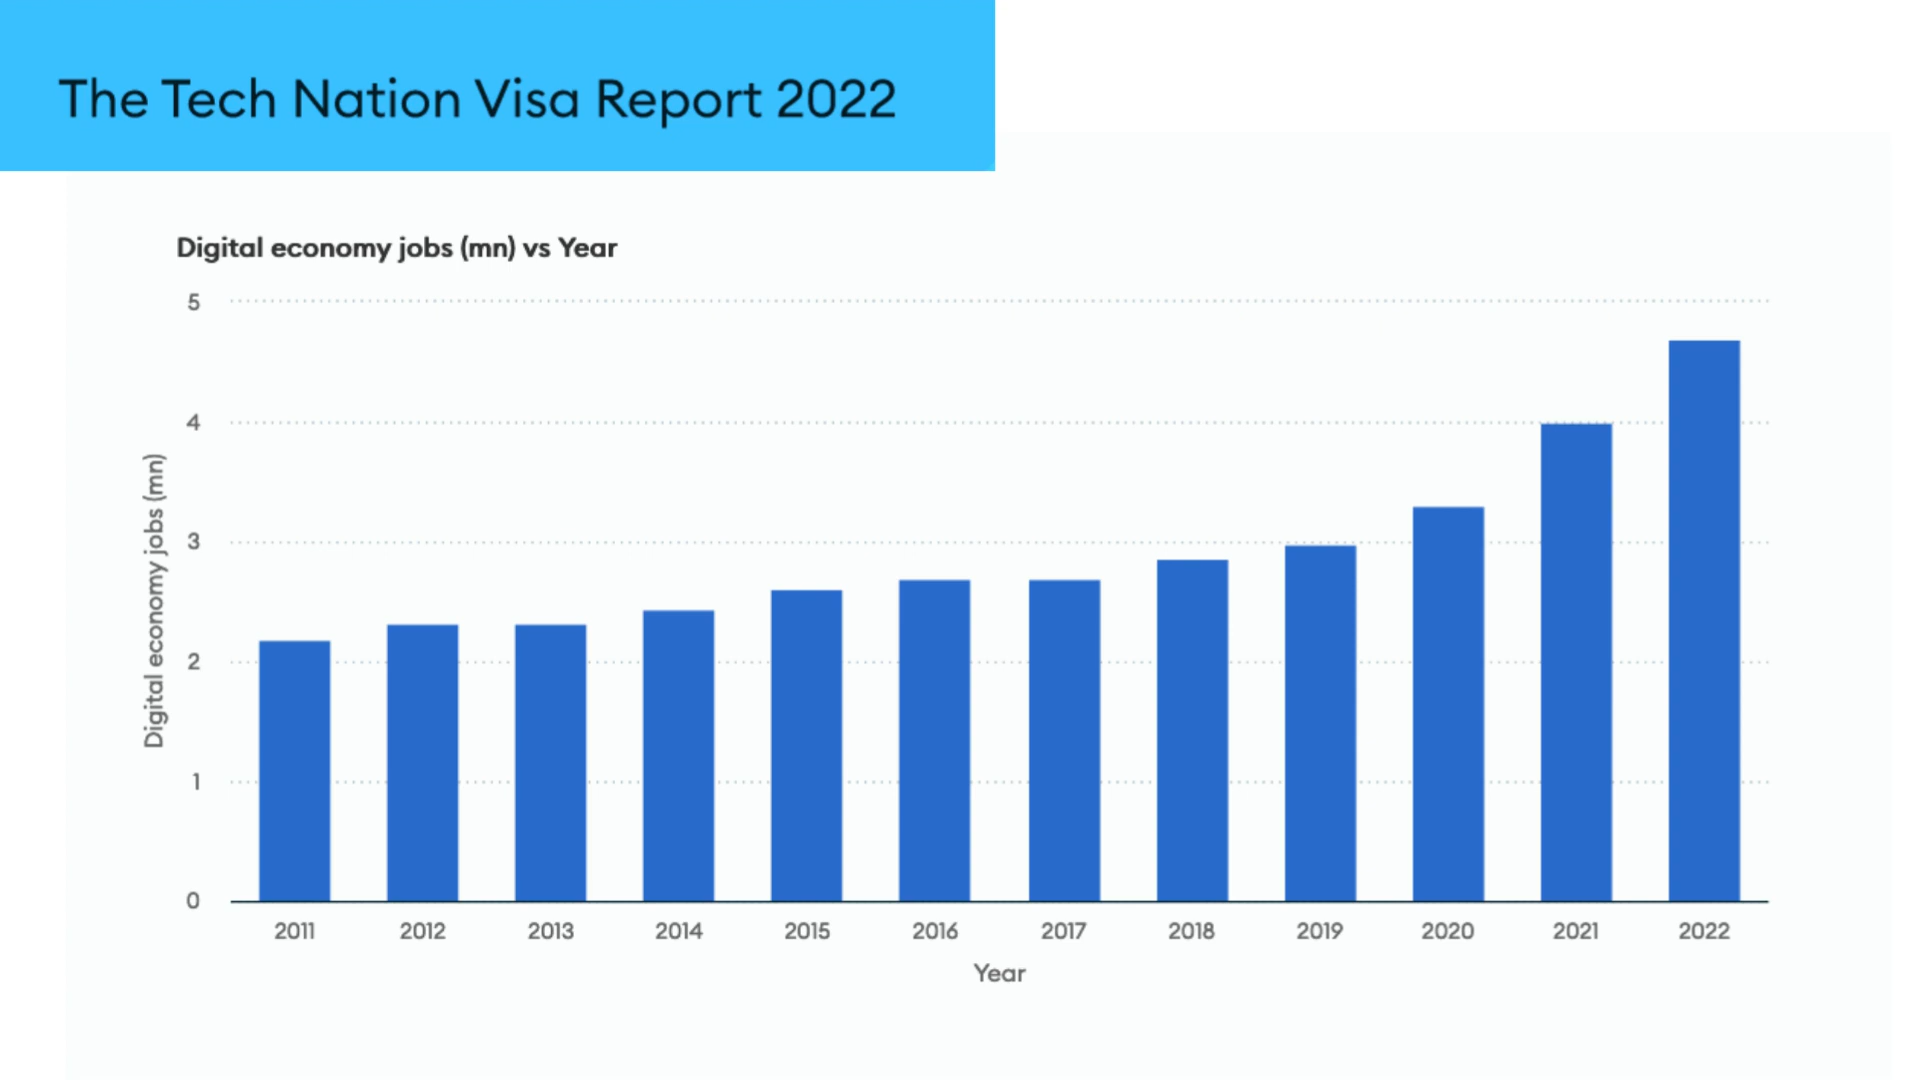 The Tech Nation Visa Report 2022
Digital economy jobs (mn) vs Year
5
4
3
2
1
0
Digital economy jobs (mn)
2011 2012 2013 2014 2015 2016 2017 2018 2019 2020 2021 2022
Year